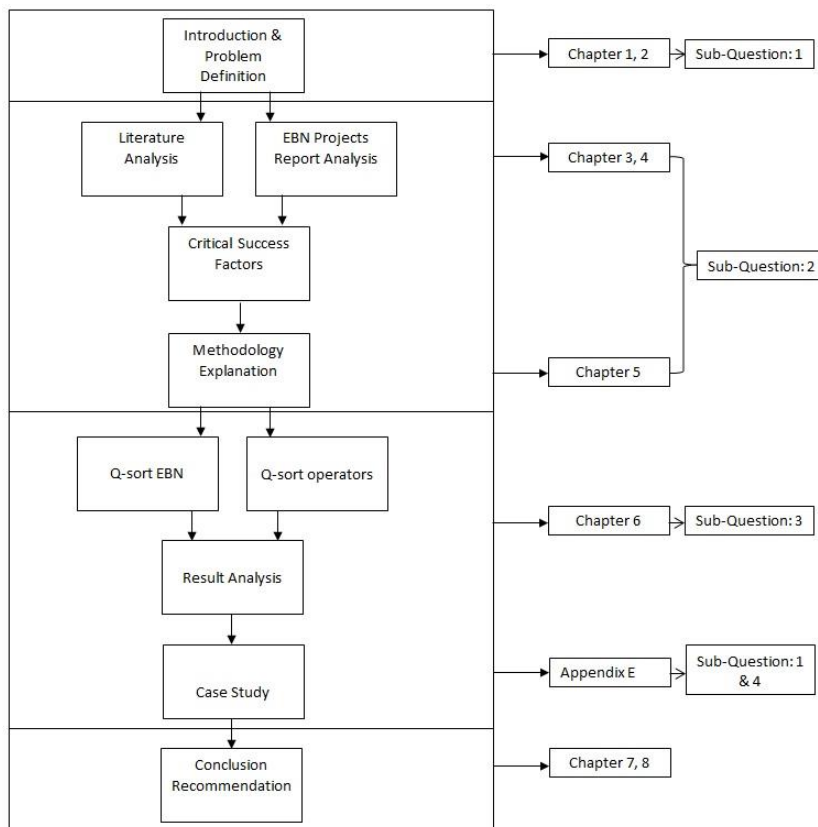 Introduction &
Problem
Definition
Chapter 1, 2
Sub-Question: 1
Literature
Analysis
EBN Projects
Report Analysis
Chapter 3, 4
Critical Success
Factors
Sub-Question: 2
Methodology
Explanation
Chapter 5
Q-sort EBN
Q-sort operators
Chapter 6
Sub-Question: 3
Result Analysis
Case Study
Appendix E
Sub-Question: 1
& 4
Conclusion
Recommendation
Chapter 7, 8